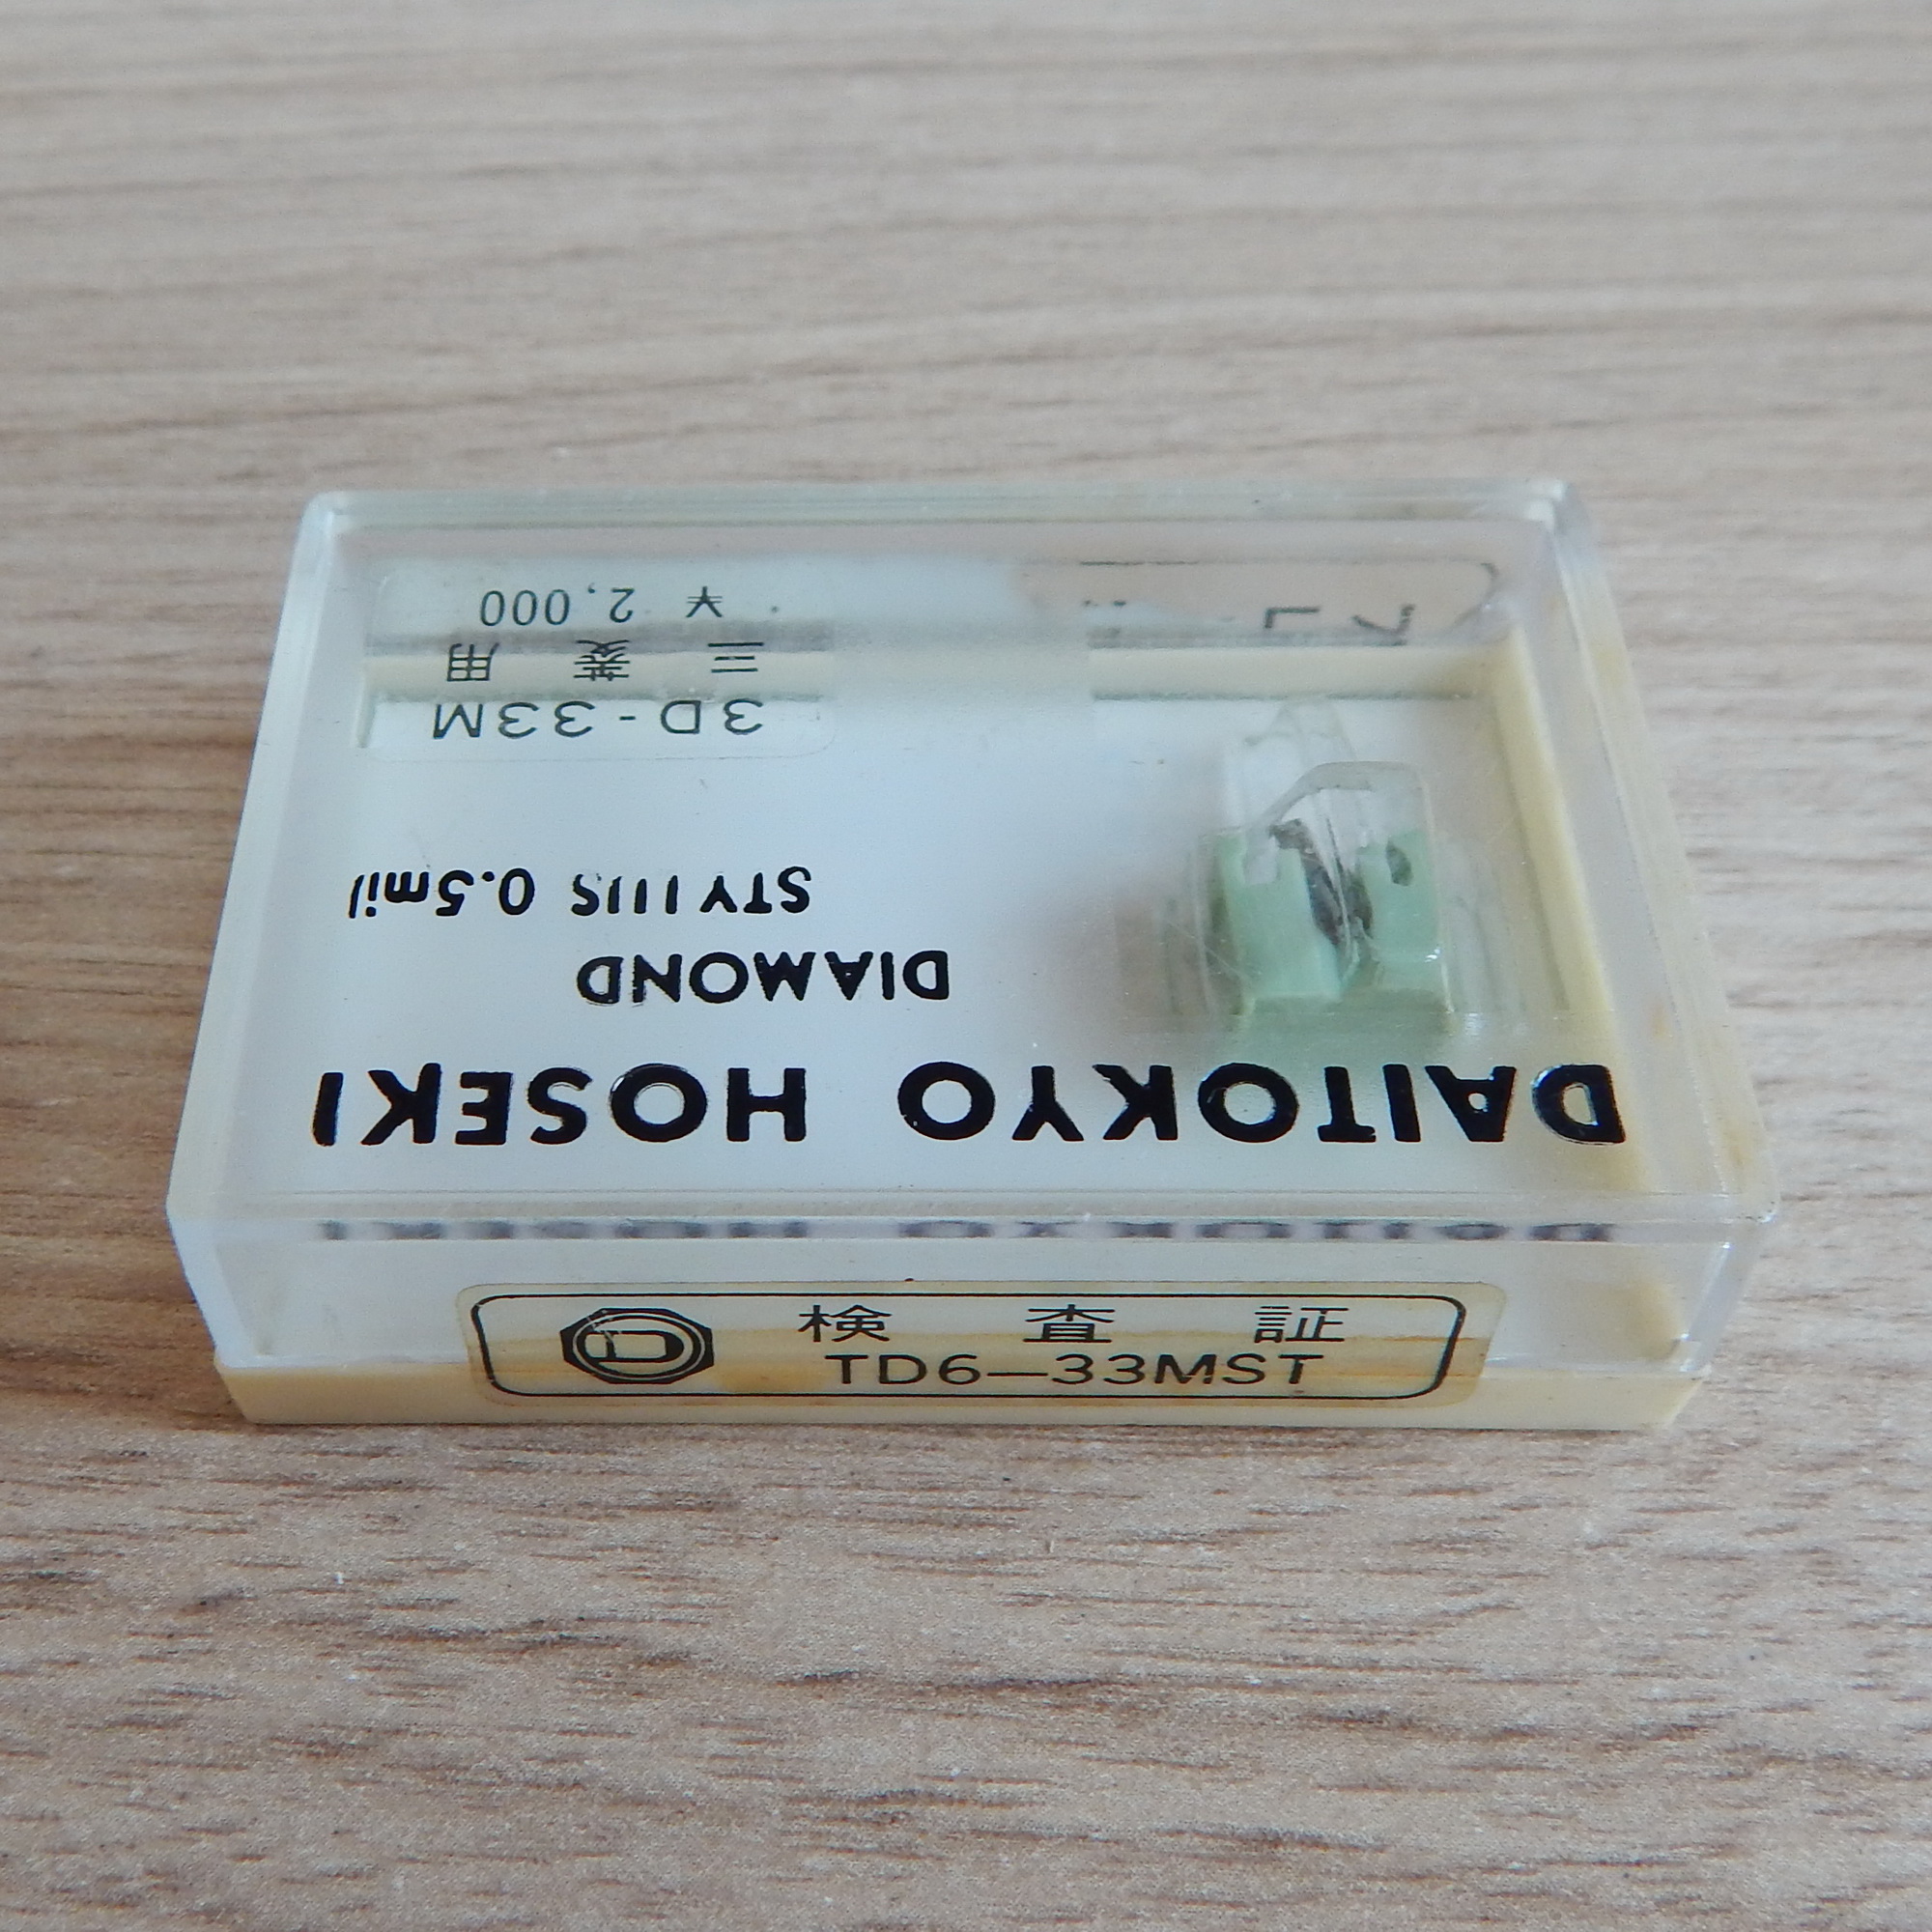 DAITOKYO HOSEKI
DIAMOND
STYLUS 0.5mil
3D-33M
三菱用
¥ 2,000
D
検査証
TD6-33MST